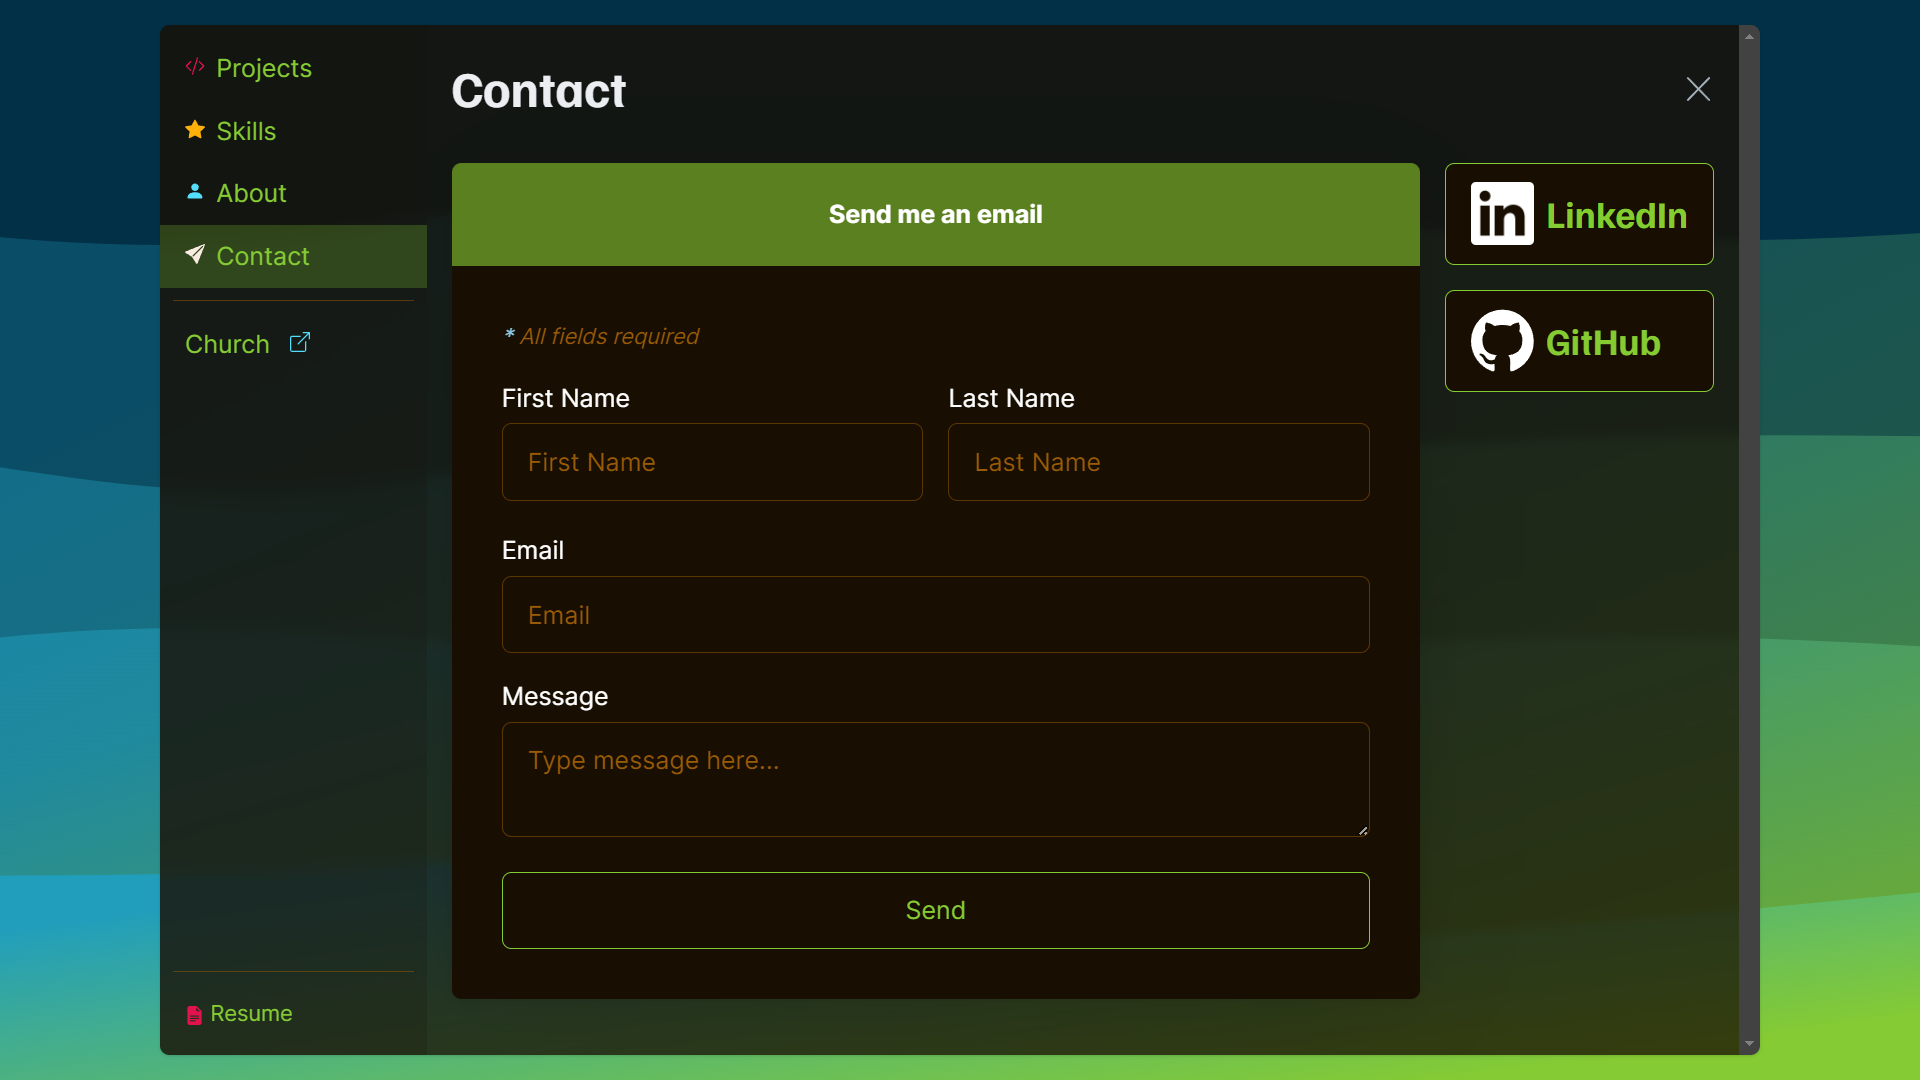 Projects
Skills
About
Contact
Church
Resume
Contact
Send me an email
* All fields required
First Name
Last Name
First Name
Last Name
Email
Email
Message
Type message here...
Send
in LinkedIn
GitHub